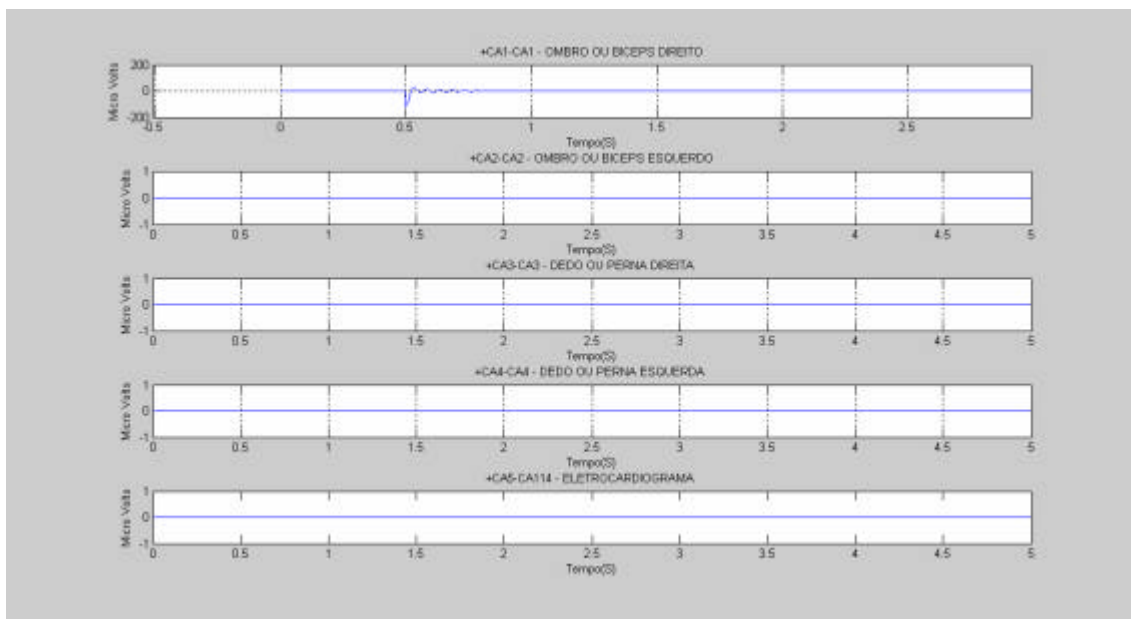 +CA1-CA1 - OMBRO OU BICEPS DIREITO
Micro Volts
200
0
-200
-0.5 0 0.5 1 1.5 2 2.5
Tempo(S)
+CA2-CA2 - OMBRO OU BICEPS ESQUERDO
Micro Volts
1
0
-1
0 0.5 1 1.5 2 2.5 3 3.5 4 4.5 5
Tempo(S)
+CA3-CA3 - DEDO OU PERNA DIREITA
Micro Volts
1
0
-1
0 0.5 1 1.5 2 2.5 3 3.5 4 4.5 5
Tempo(S)
+CA4-CA4 - DEDO OU PERNA ESQUERDA
Micro Volts
1
0
-1
0 0.5 1 1.5 2 2.5 3 3.5 4 4.5 5
Tempo(S)
+CA5-CA114 - ELETROCARDIOGRAMA
Micro Volts
1
0
-1
0 0.5 1 1.5 2 2.5 3 3.5 4 4.5 5
Tempo(S)